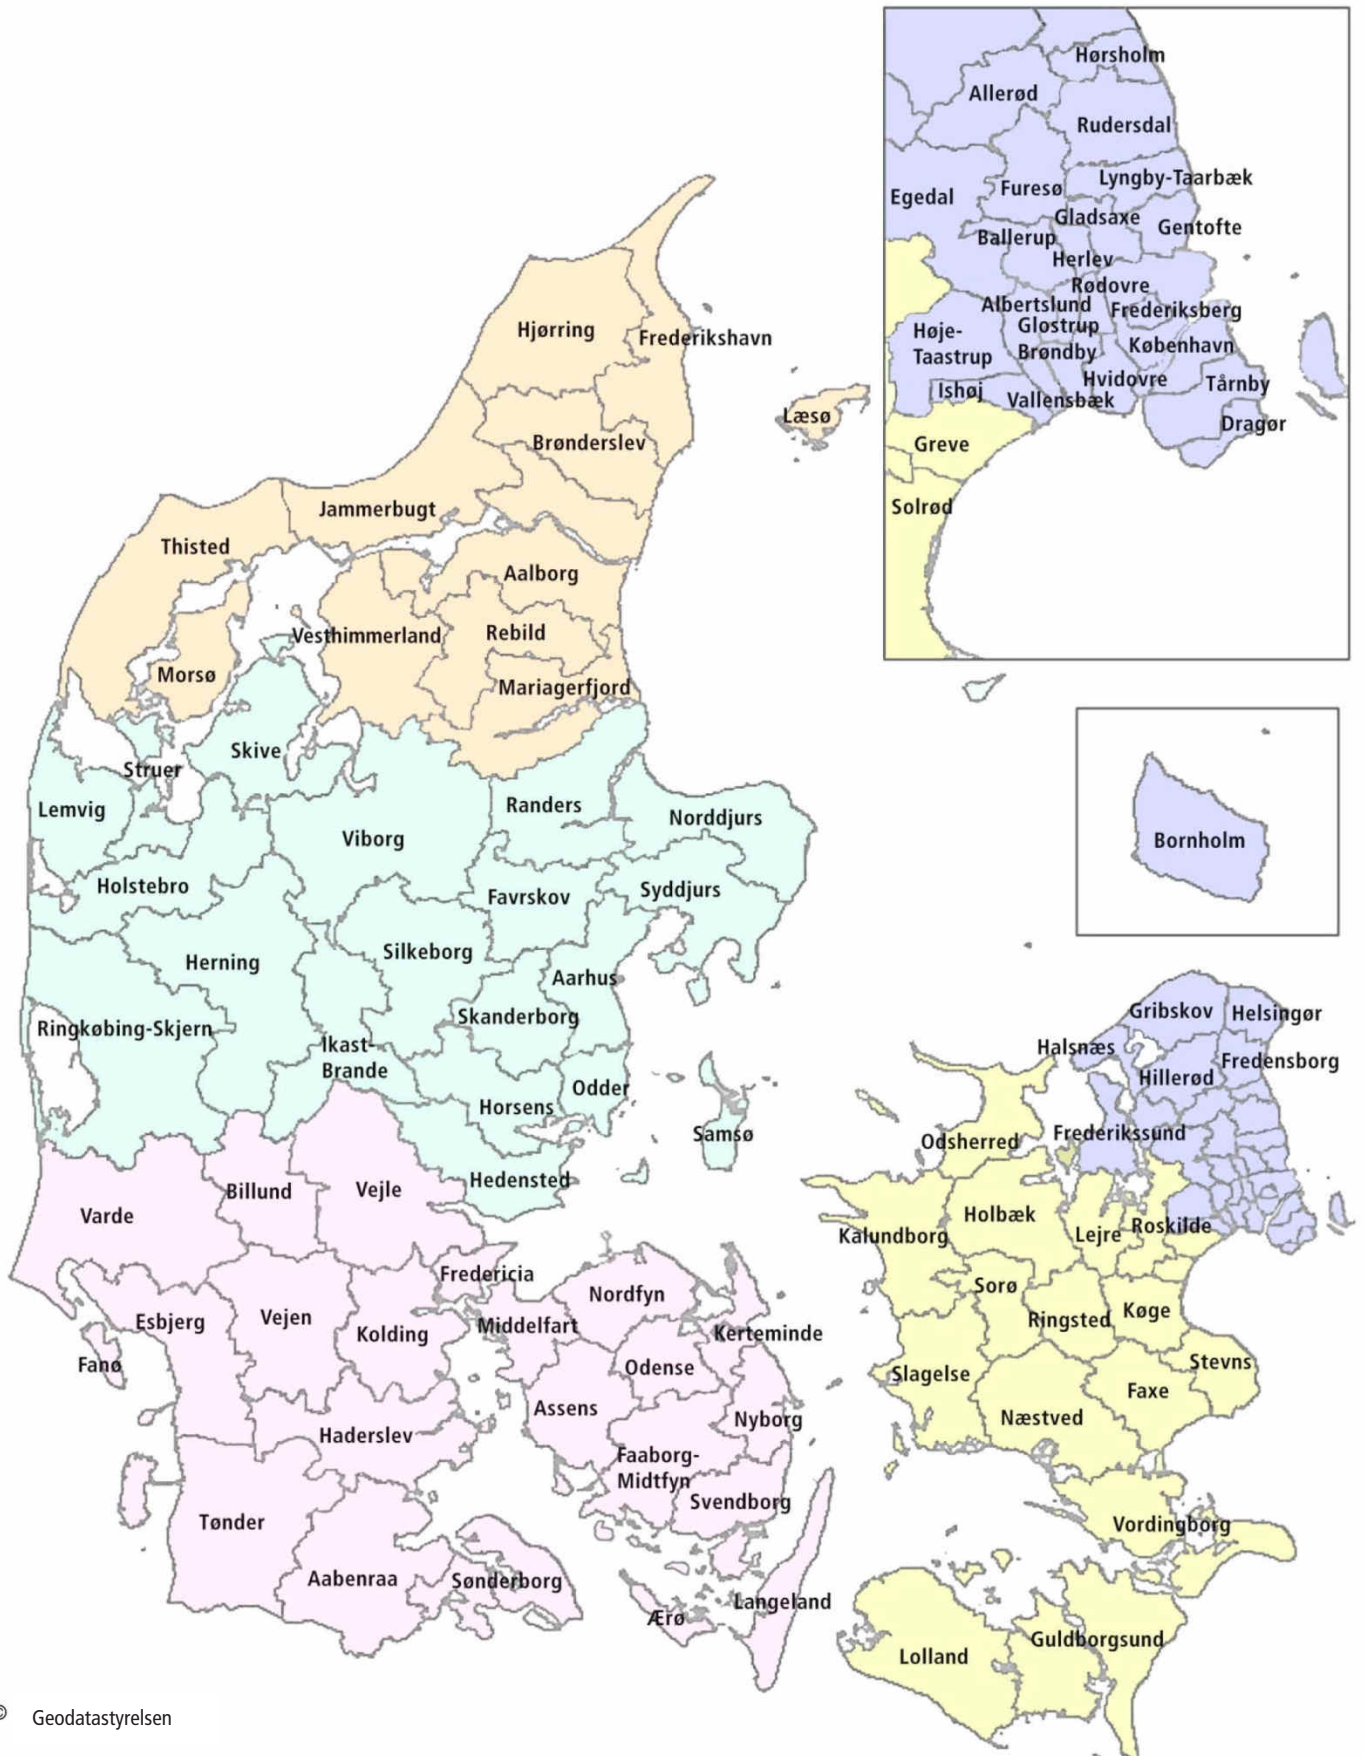 Hørsholm
Allerød
Rudersdal
Lyngby-Taarbæk
Egedal
Furesø
Gladsaxe
Gentofte
Ballerup
Herlev
Rødovre
Albertslund
Frederiksberg
Glostrup
Høje-
Taastrup
København
Brøndby
Hvidovre
Ishøj
Tårnby
Vallensbæk
Dragør
Greve
Solrød
Hjørring
Frederikshavn
Læsø
Brønderslev
Jammerbugt
Thisted
Aalborg
Vesthimmerland
Rebild
Morsø
Mariagerfjord
Skive
Struer
Lemvig
Randers
Norddjurs
Viborg
Bornholm
Holstebro
Favrskov
Syddjurs
Silkeborg
Herning
Aarhus
Skanderborg
Ringkøbing-Skjern
Ikast-
Brande
Odder
Horsens
Samsø
Hedensted
Gribskov
Helsingør
Halsnæs
Fredensborg
Hillerød
Frederikssund
Odsherred
Varde
Billund
Vejle
Holbæk
Kalundborg
Lejre
Roskilde
Fredericia
Nordfyn
Sorø
Ringsted
Køge
Esbjerg
Vejen
Kolding
Middelfart
Kerteminde
Fanø
Odense
Slagelse
Stevns
Faxe
Assens
Nyborg
Næstved
Haderslev
Faaborg-
Midtfyn
Svendborg
Tønder
Vordingborg
Aabenraa
Sønderborg
Langeland
Ærø
Guldborgsund
Lolland
© Geodatastyrelsen